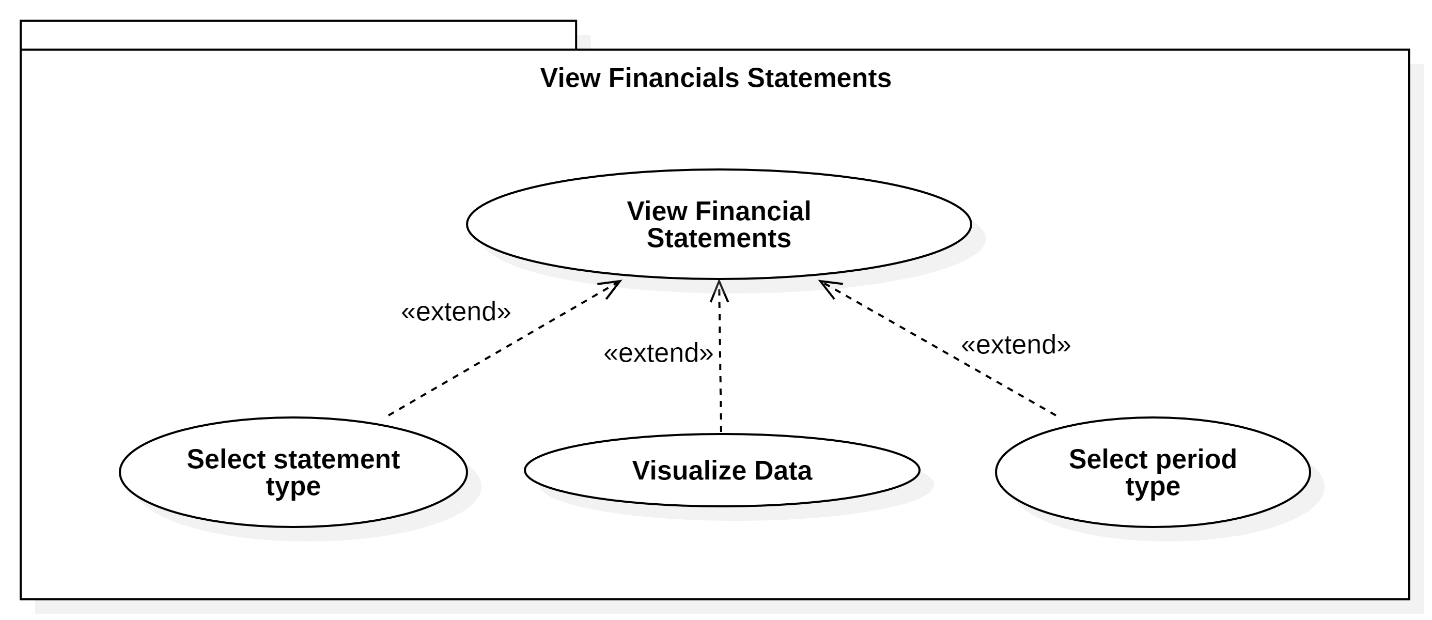 View Financials Statements
View Financial
Statements
«extend»
«extend»
«extend»
Select statement
type
Visualize Data
Select period
type